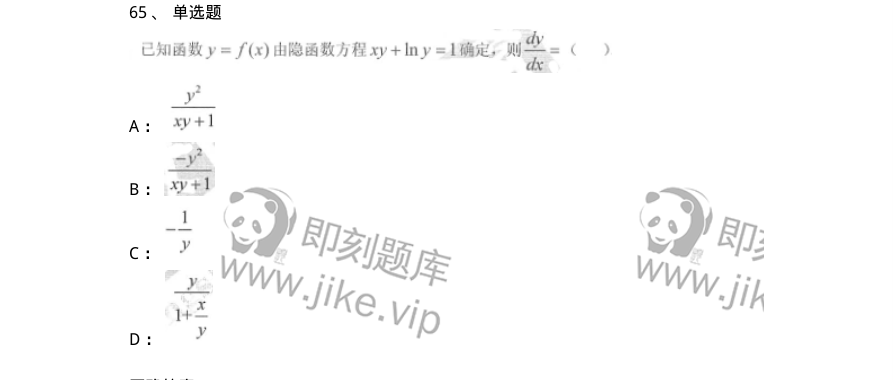 65 、 单选题
已知函数 y = f(x) 由隐函数方程 xy + ln y = 1 确定，则 dy/dx = （    ）
A： y²/(xy+1)
B： -y²/(xy+1)
C： -1/y
D： y/(1+x/y)
即刻题库
www.jike.vip
即刻
www.jik